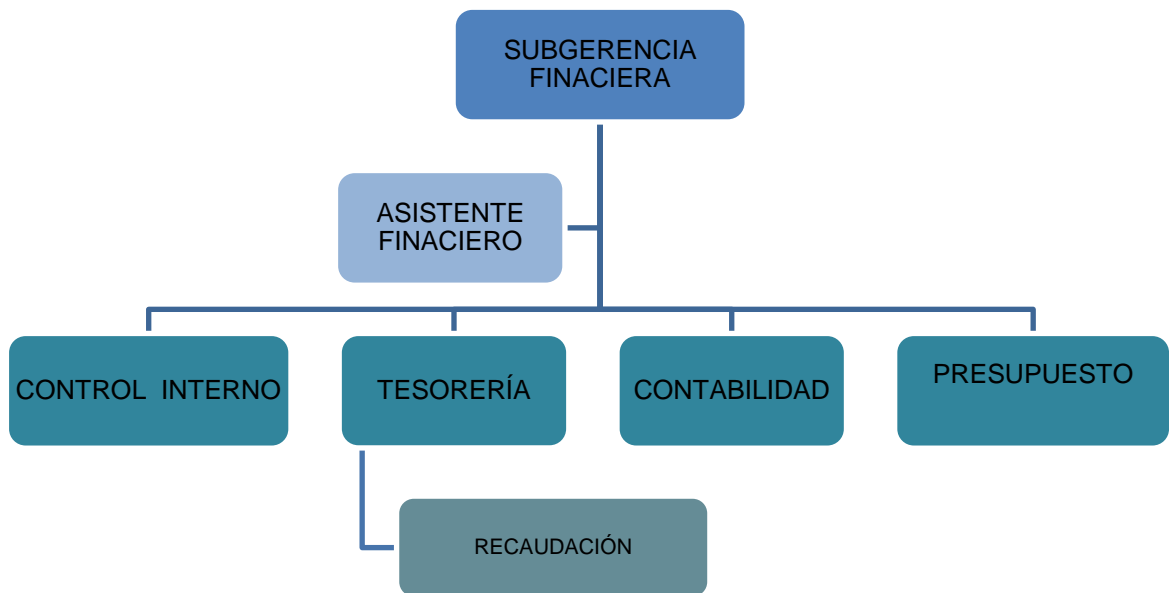 SUBGERENCIA
FINACIERA
ASISTENTE
FINACIERO
CONTROL  INTERNO
TESORERÍA
CONTABILIDAD
PRESUPUESTO
RECAUDACIÓN